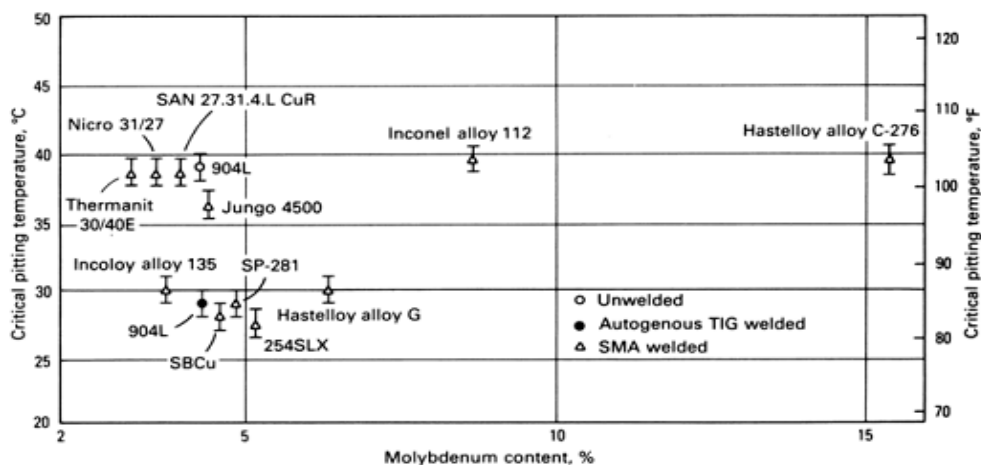 50
45
40
35
30
25
20
Critical pitting temperature, °C
120
110
100
90
80
70
Critical pitting temperature, °F
SAN 27.31.4.L CuR
Nicro 31/27
Inconel alloy 112
Hastelloy alloy C-276
904L
Thermanit
30/40E
Jungo 4500
Incoloy alloy 135
SP-281
904L
Hastelloy alloy G
SBCu
254SLX
Unwelded
Autogenous TIG welded
SMA welded
2
5
10
15
Molybdenum content, %